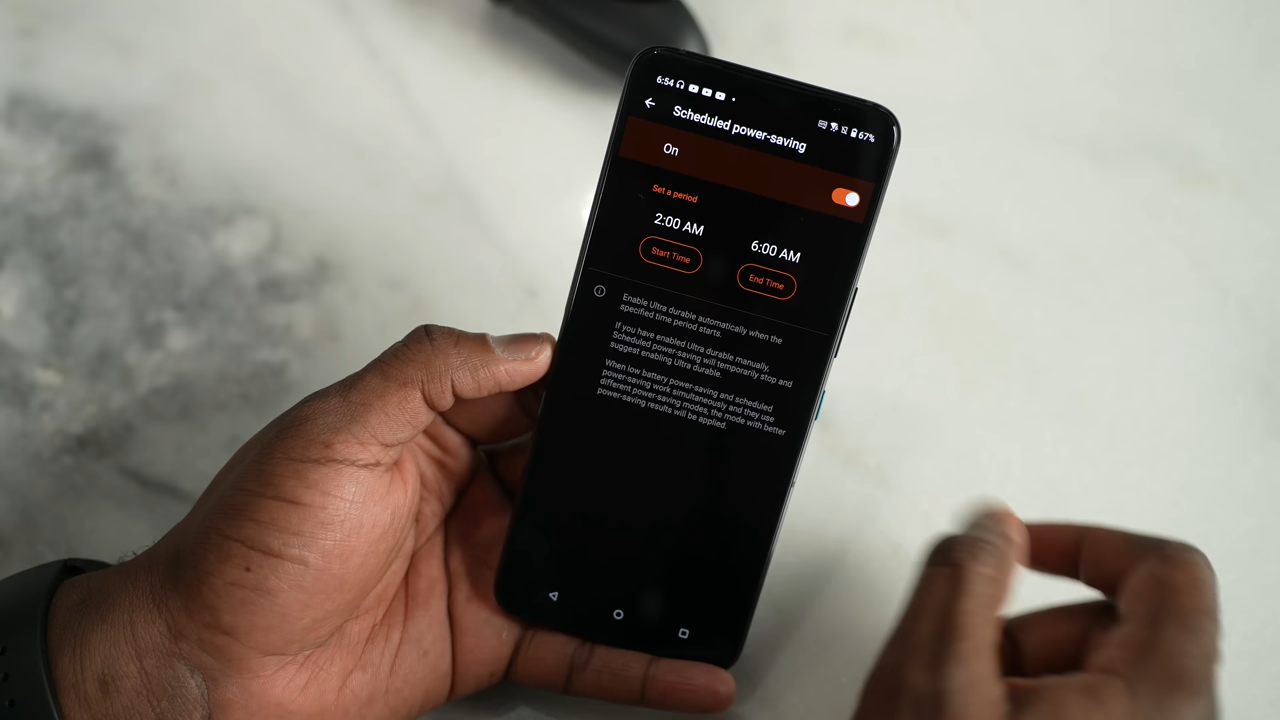 6:54
67%
Scheduled power-saving
On
Set a period
2:00 AM
6:00 AM
Start Time
End Time
Enable Ultra durable automatically when the
specified time period starts.
If you have enabled Ultra durable manually,
Scheduled power-saving will temporarily stop and
suggest enabling Ultra durable.
When low battery power-saving and scheduled
power-saving work simultaneously and they use
different power-saving modes, the mode with better
power-saving results will be applied.